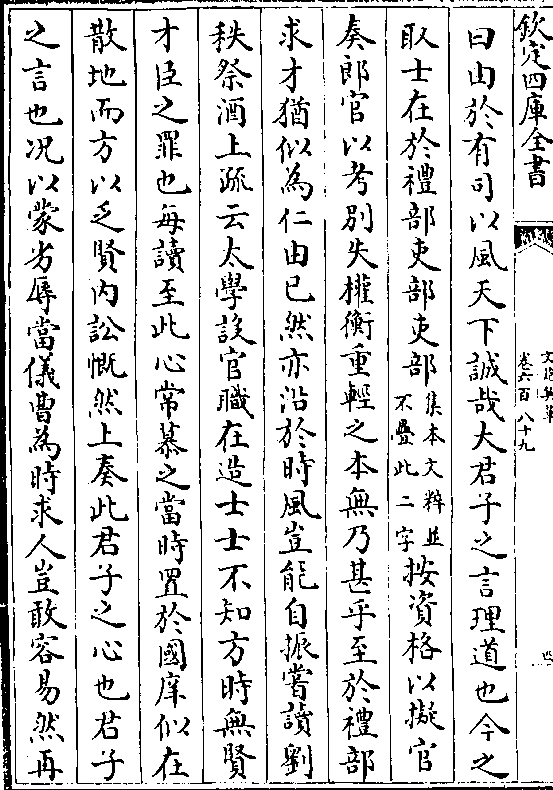 欽定四庫全書
文苑英華
卷六百八十九
四
曰由於有司以風天下誠哉大君子之言理道也今之
取士在於禮部吏部吏部集本文粹並不疊此二字按資格以擬官
奏郎官以考別失權衡重輕之本無乃甚乎至於禮部
求才猶似為仁由已然亦沿於時風豈能自振嘗讀劉
秩祭酒上疏云太學設官職在造士士不知方時無賢
才臣之罪也每讀至此心常慕之當時置於國庠似在
散地而方以乏賢内訟慨然上奏此君子之心也君子
之言也況以蒙劣辱當儀曹為時求人豈敢容易然再